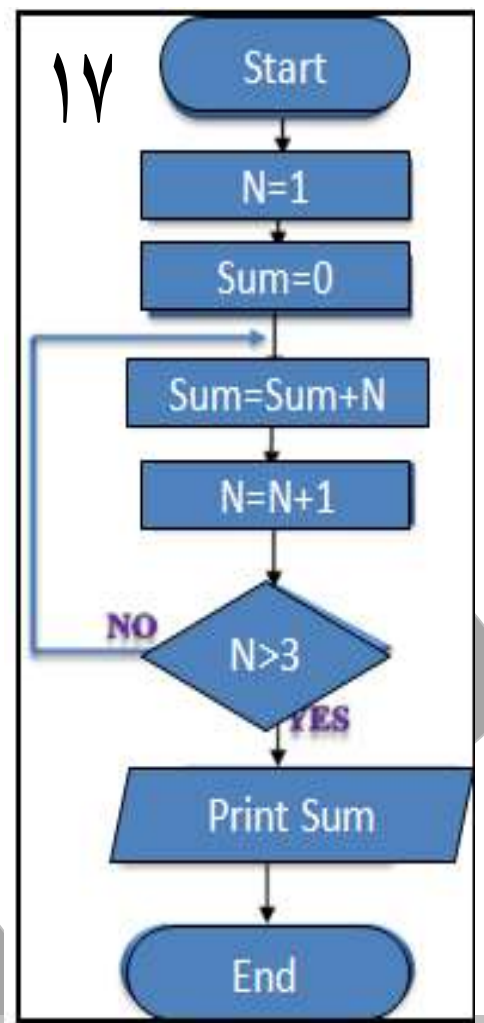 ١٧
Start
N=1
Sum=0
Sum=Sum+N
N=N+1
NO
N>3
YES
Print Sum
End